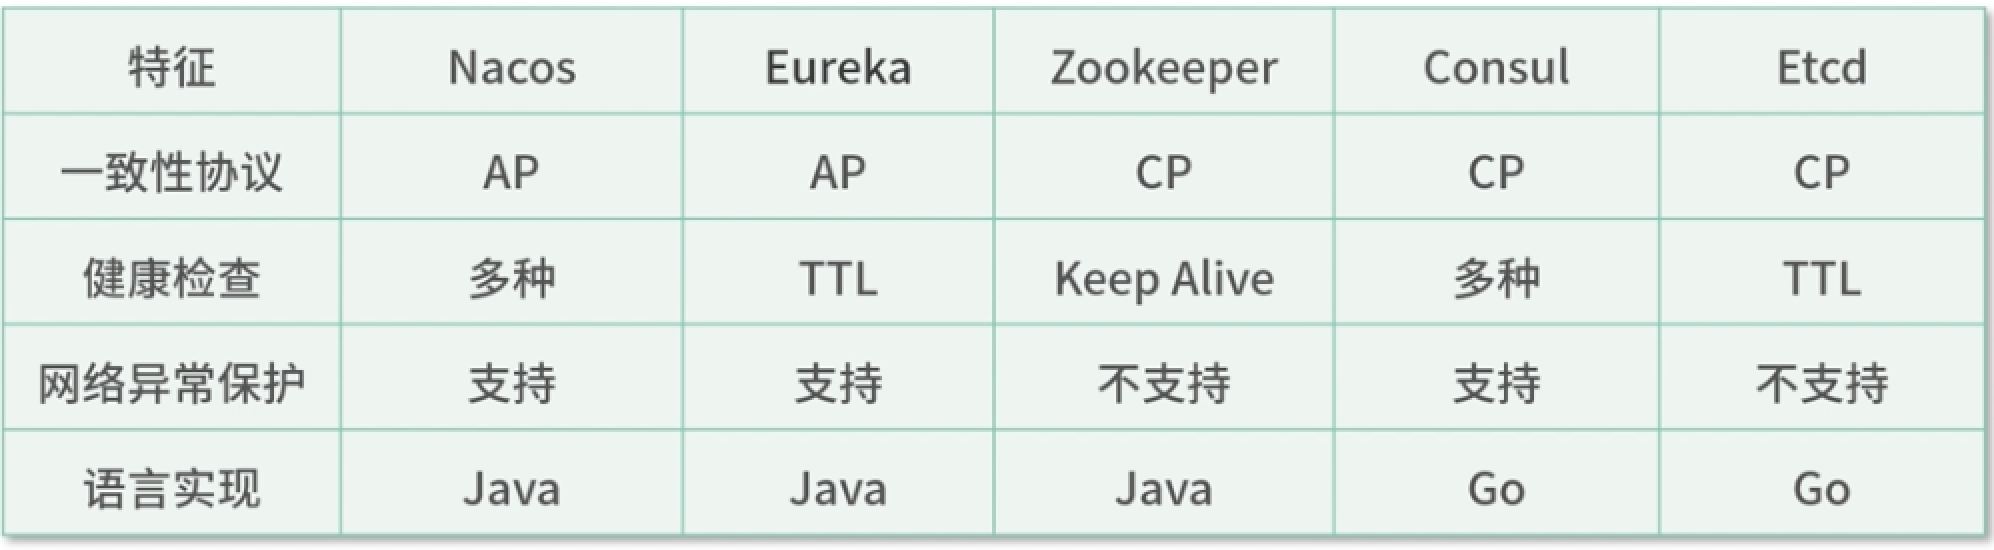 特征 Nacos Eureka Zookeeper Consul Etcd
一致性协议 AP AP CP CP CP
健康检查 多种 TTL Keep Alive 多种 TTL
网络异常保护 支持 支持 不支持 支持 不支持
语言实现 Java Java Java Go Go